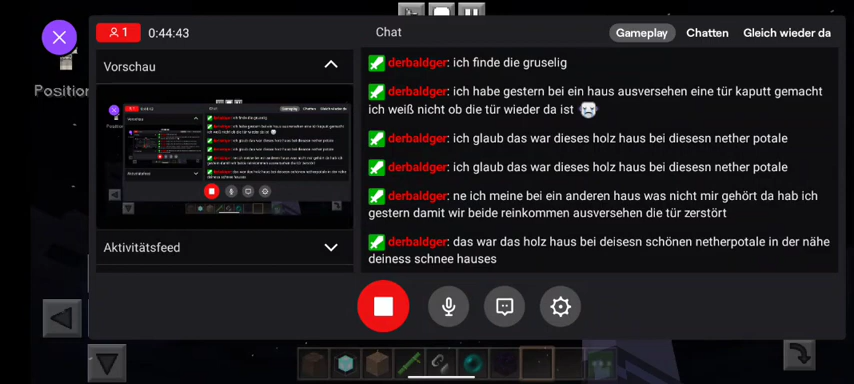 1 0:44:43 Chat Gameplay Chatten Gleich wieder da
Vorschau
Position
Aktivitätsfeed
derbaldger: ich finde die gruselig
derbaldger: ich habe gestern bei ein haus ausversehen eine tür kaputt gemacht
ich weiß nicht ob die tür wieder da ist
derbaldger: ich glaub das war dieses holz haus bei diesesn nether potale
derbaldger: ich glaub das war dieses holz haus bei diesesn nether potale
derbaldger: ne ich meine bei ein anderen haus was nicht mir gehört da hab ich
gestern damit wir beide reinkommen ausversehen die tür zerstört
derbaldger: das war das holz haus bei deisesn schönen netherpotale in der nähe
deiness schnee hauses